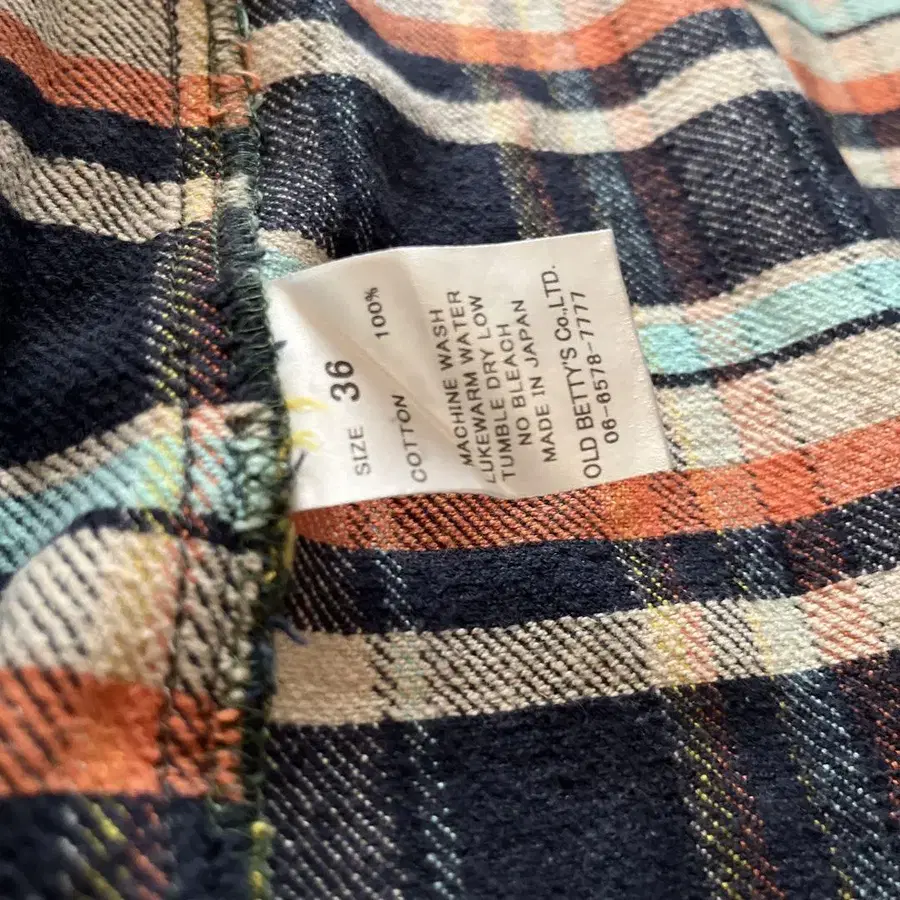 SIZE 36
COTTON 100%
MACHINE WASH
LUKEWARM WATER
TUMBLE DRY LOW
NO BLEACH
MADE IN JAPAN
OLD BETTY'S Co.,LTD.
06-6578-7777